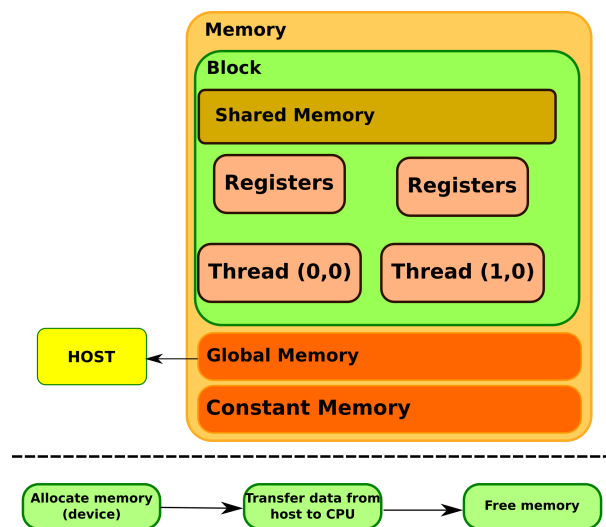 Memory
Block
Shared Memory
Registers
Registers
Thread (0,0)
Thread (1,0)
HOST
Global Memory
Constant Memory
Allocate memory
(device)
Transfer data from
host to CPU
Free memory